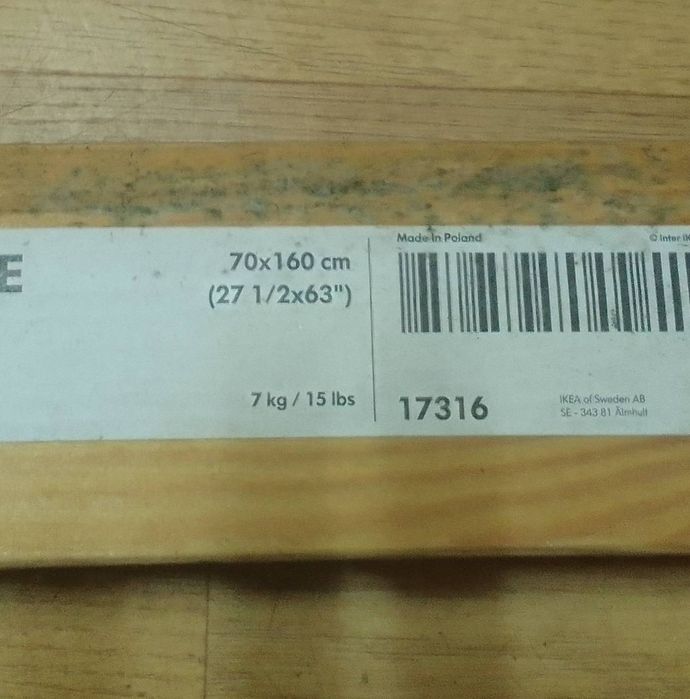 E
70x160 cm
(27 1/2x63")
7 kg / 15 lbs
Made in Poland
© Inter
17316
IKEA of Sweden AB
SE - 343 81 Älmhult